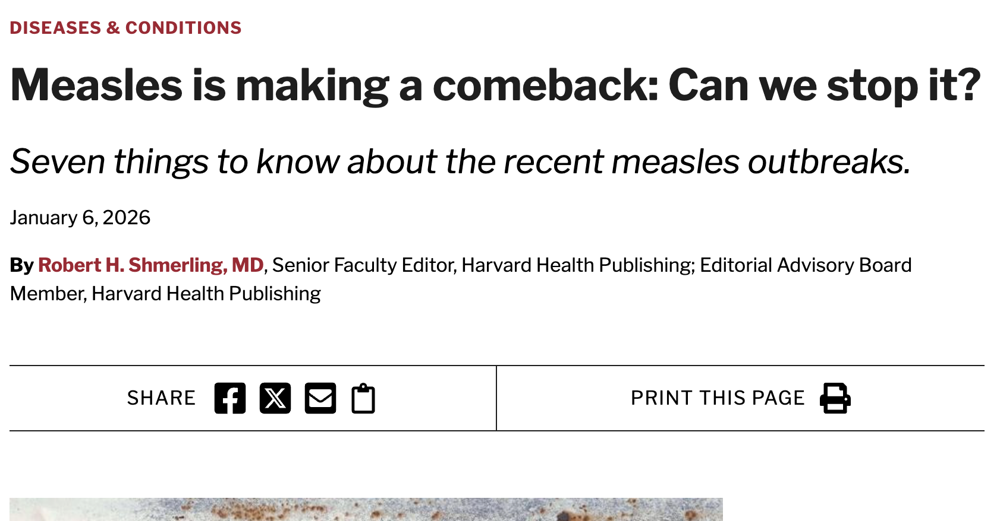 DISEASES & CONDITIONS
Measles is making a comeback: Can we stop it?
Seven things to know about the recent measles outbreaks.
January 6, 2026
By Robert H. Shmerling, MD, Senior Faculty Editor, Harvard Health Publishing; Editorial Advisory Board
Member, Harvard Health Publishing
SHARE
PRINT THIS PAGE